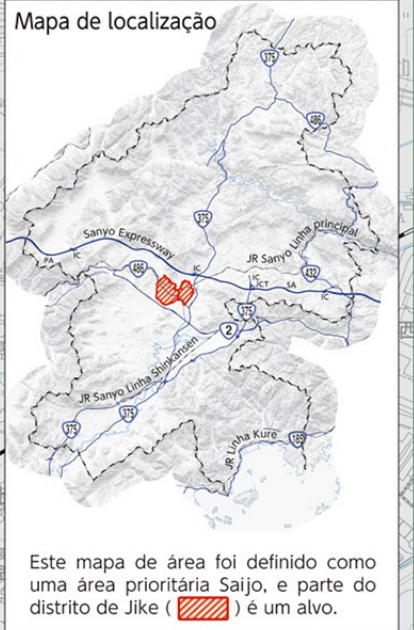 Mapa de localização
375
486
375
Sanyo Expressway
JR Sanyo Linha principal
PA
IC
486
IC
432
IC
JCT
SA
IC
375
2
JR Sanyo Linha Shinkansen
375
375
JR Linha Kure
185
Este mapa de área foi definido como
uma área prioritária Saijo, e parte do
distrito de Jike ( ) é um alvo.